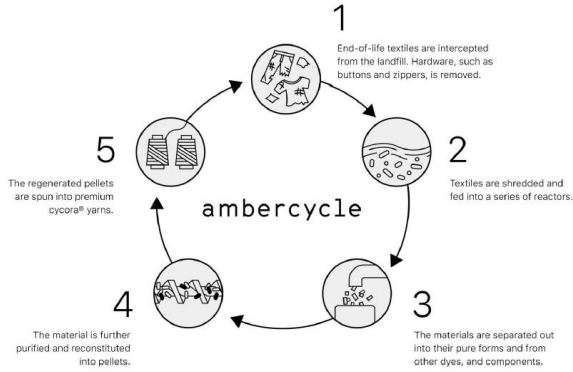 1
End-of-life textiles are intercepted
from the landfill. Hardware, such as
buttons and zippers, is removed.
2
Textiles are shredded and
fed into a series of reactors.
3
The materials are separated out
into their pure forms and from
other dyes, and components.
4
The material is further
purified and reconstituted
into pellets.
5
The regenerated pellets
are spun into premium
cycora® yarns.
ambercycle